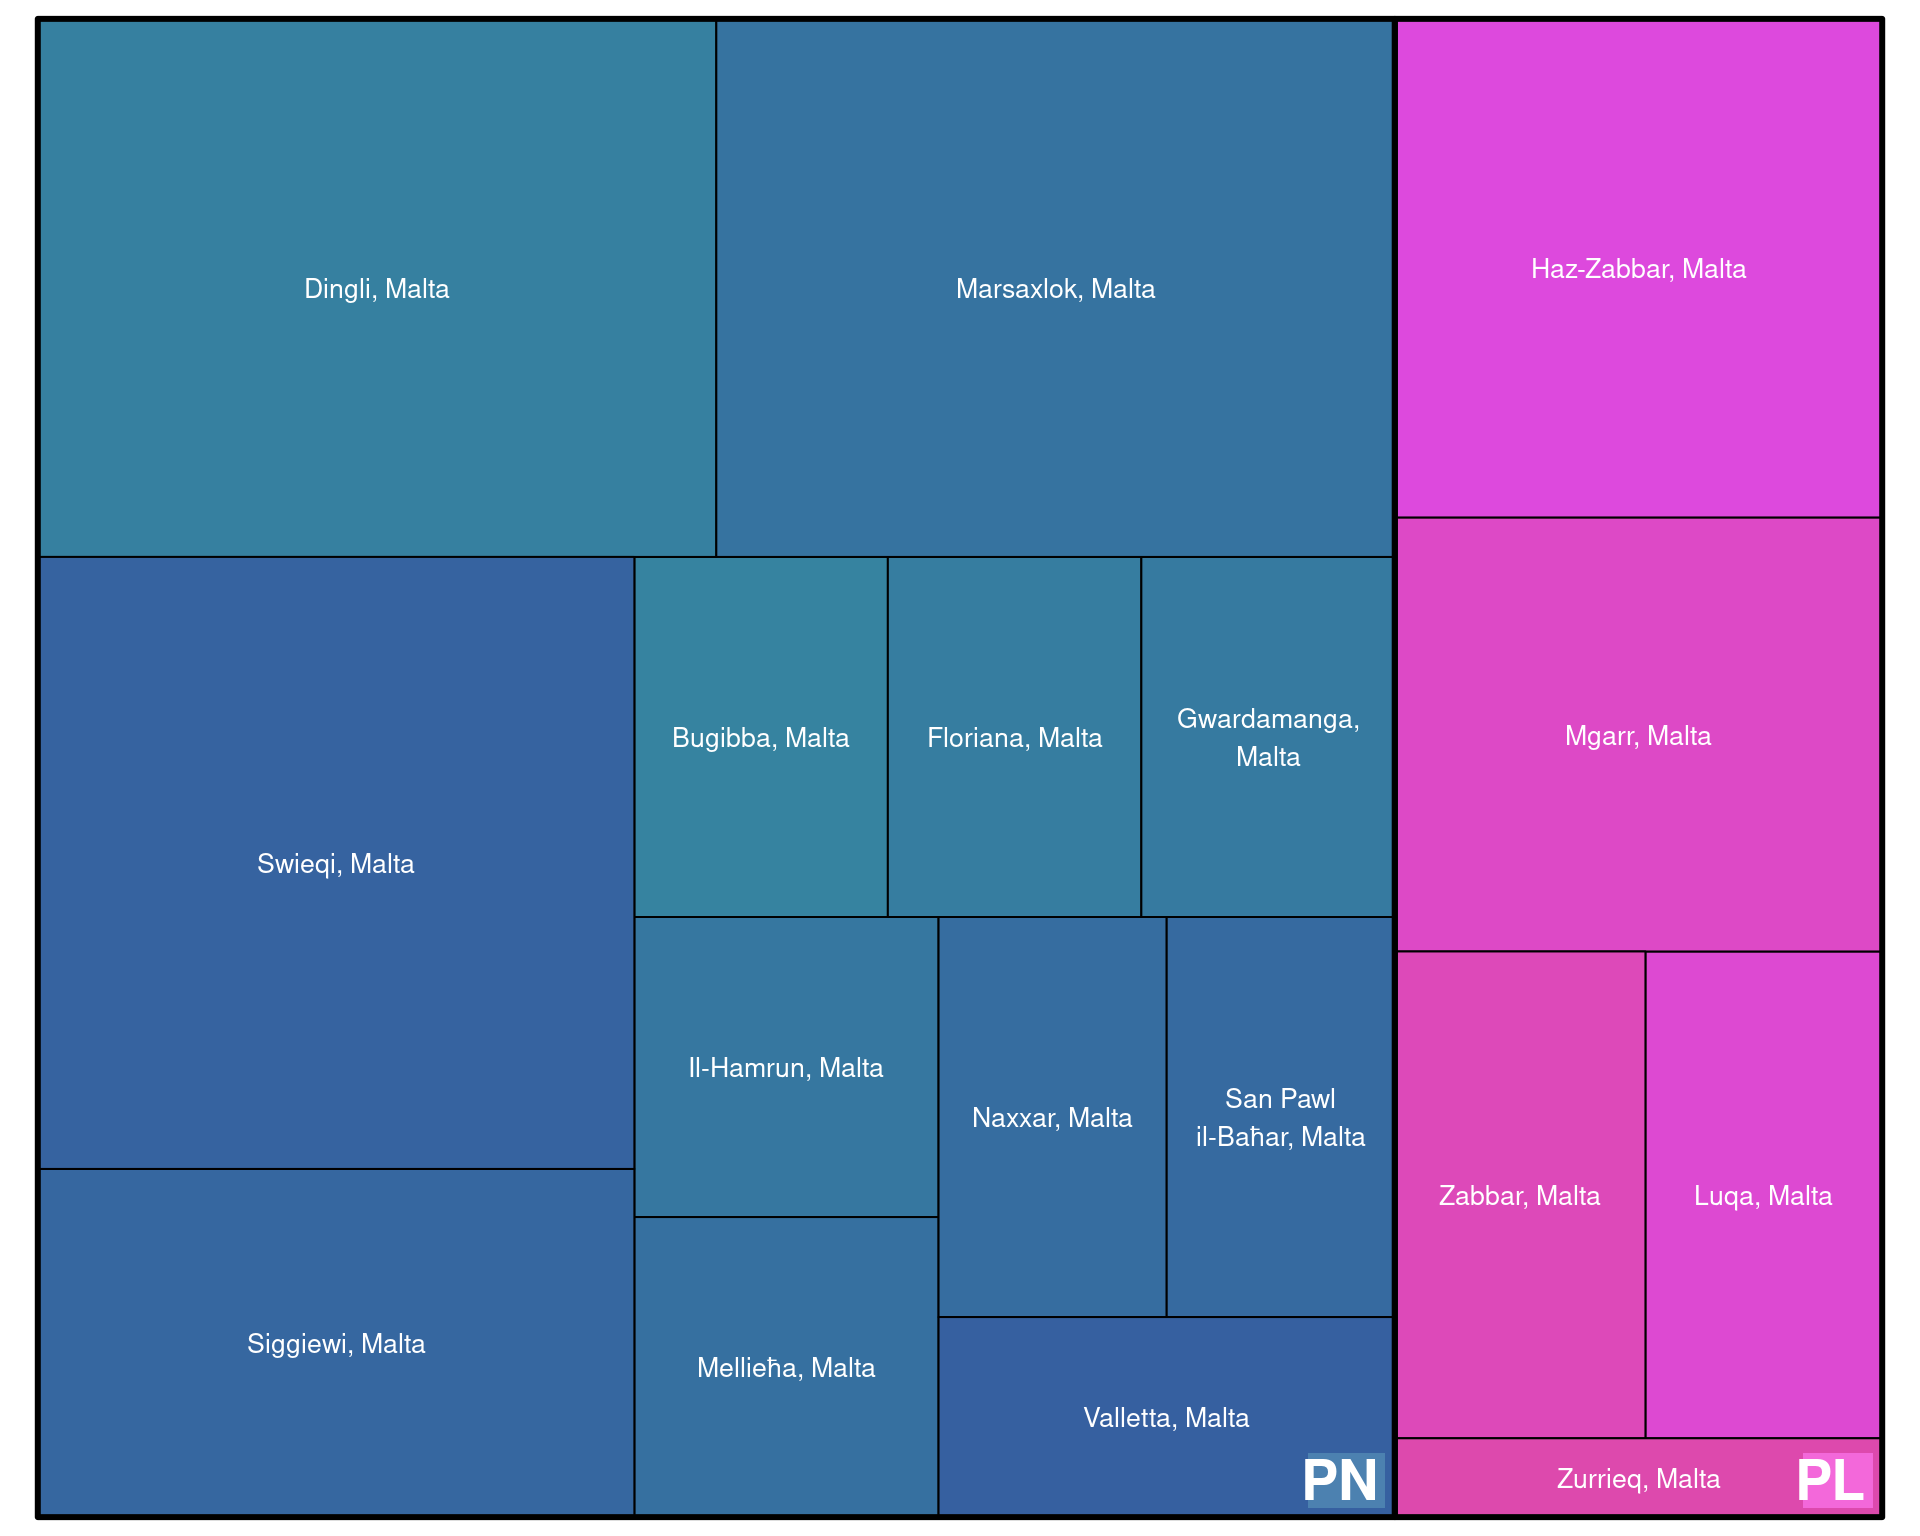 Dingli, Malta
Marsaxlok, Malta
Haz-Zabbar, Malta
Swieqi, Malta
Bugibba, Malta
Floriana, Malta
Gwardamanga,
Malta
Mgarr, Malta
Il-Hamrun, Malta
Naxxar, Malta
San Pawl
il-Baħar, Malta
Zabbar, Malta
Luqa, Malta
Siggiewi, Malta
Mellieħa, Malta
Valletta, Malta
PN
Zurrieq, Malta
PL